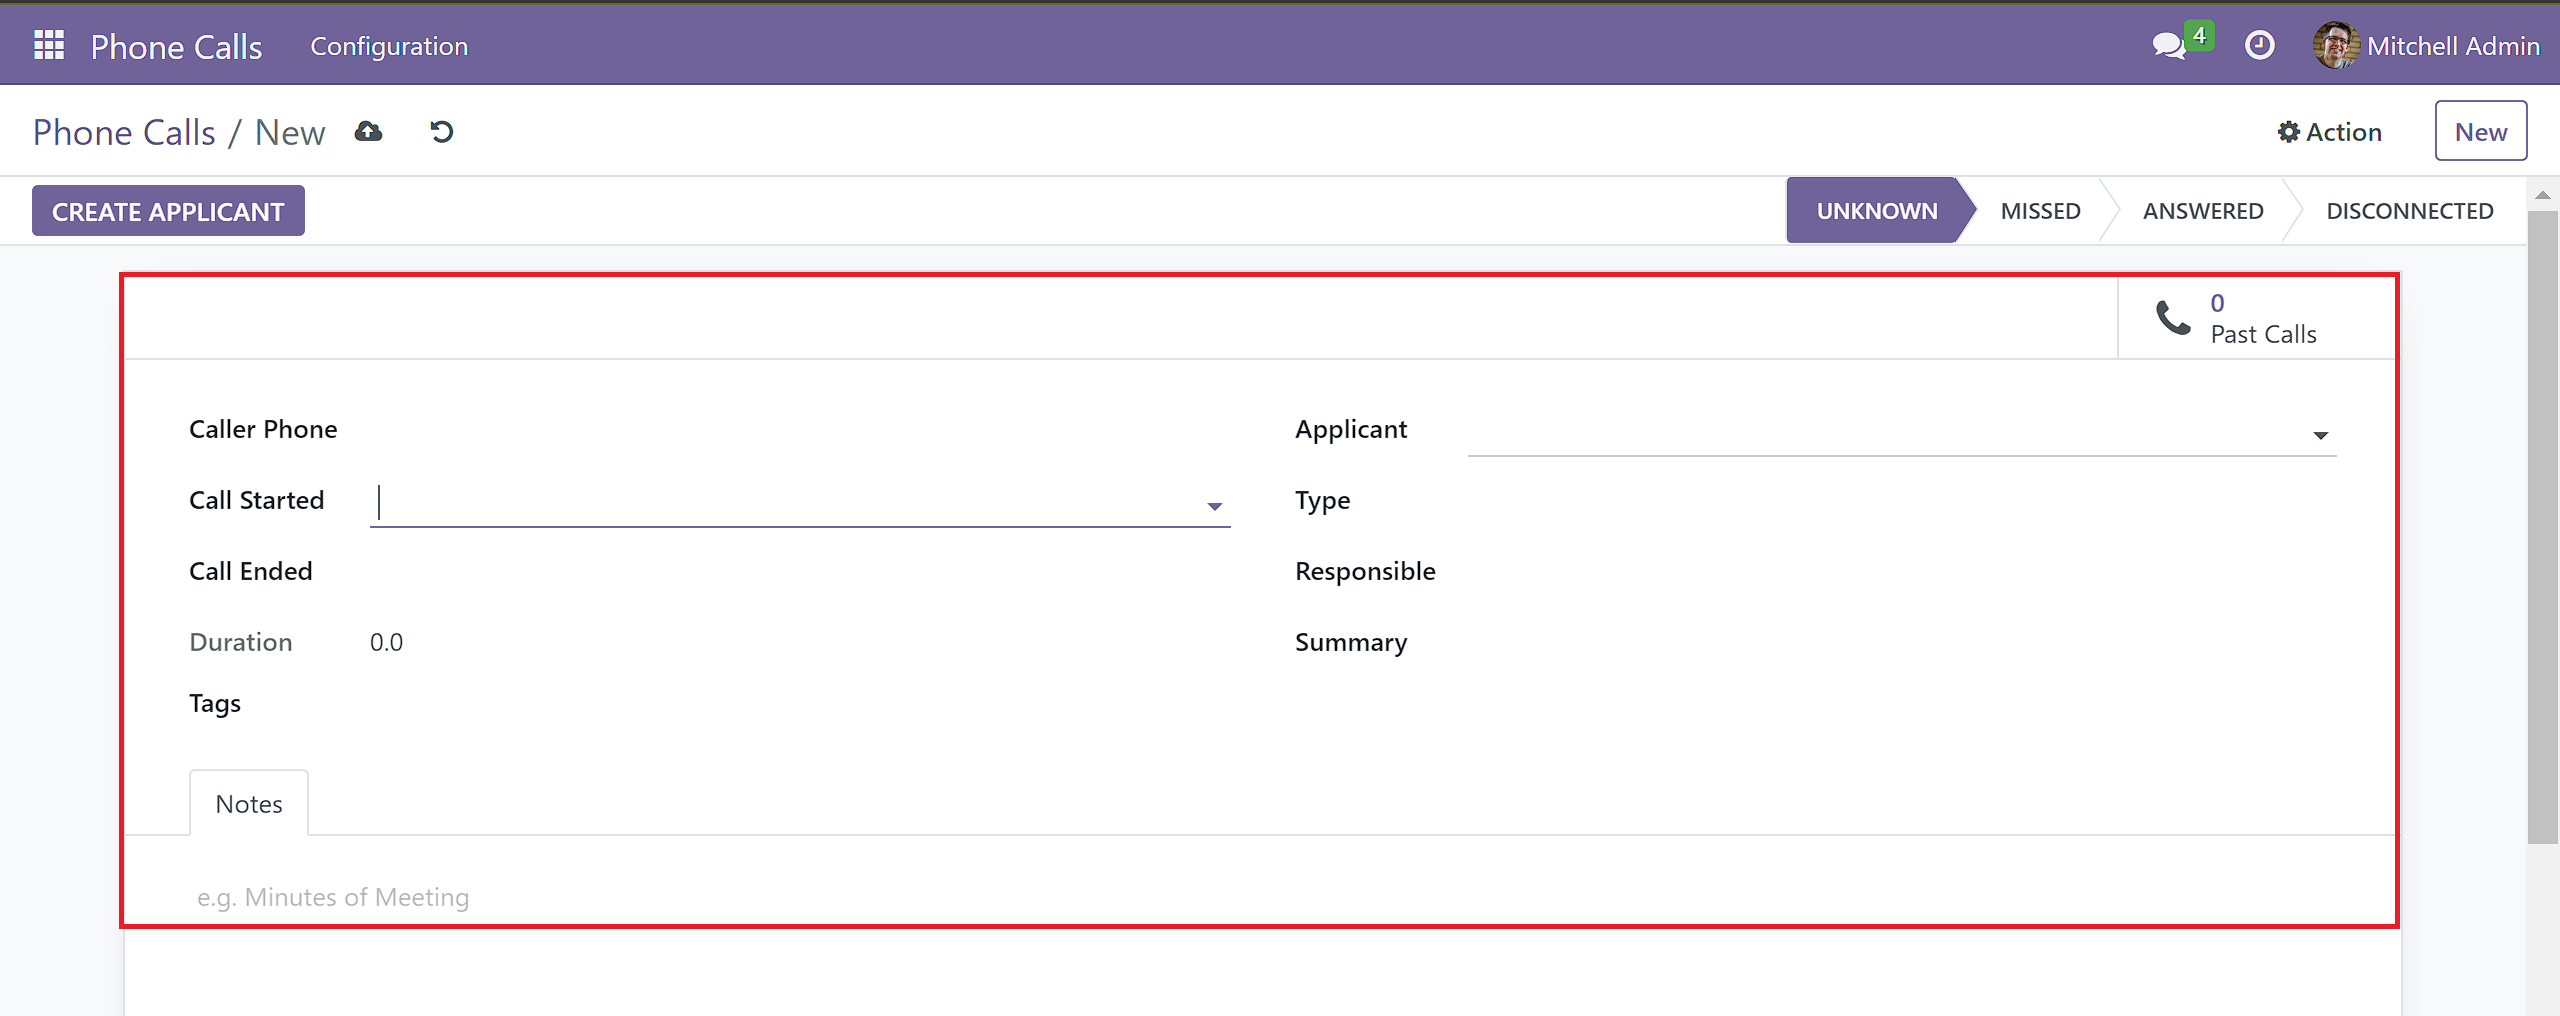 Phone Calls Configuration 4 Mitchell Admin
Phone Calls / New Action New
CREATE APPLICANT UNKNOWN MISSED ANSWERED DISCONNECTED
0
Past Calls
Caller Phone Applicant
Call Started Type
Call Ended Responsible
Duration 0.0 Summary
Tags
Notes
e.g. Minutes of Meeting